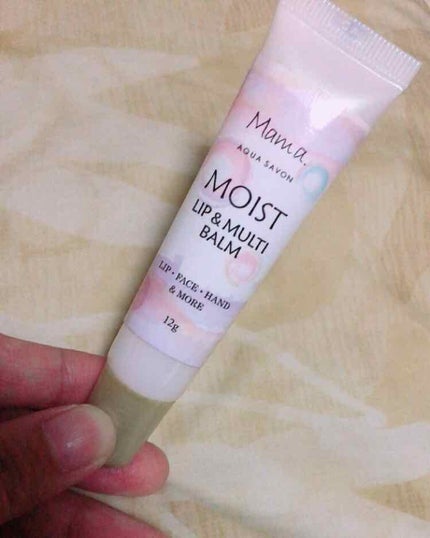 Mama.
AQUA SAVON
MOIST
LIP & MULTI
BALM
LIP・FACE・HAND
& MORE
12g